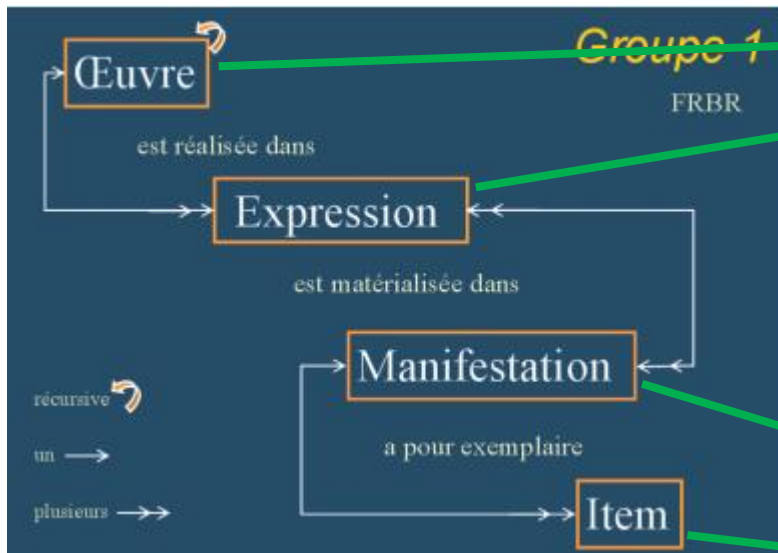 Groupe 1
Œuvre
FRBR
est réalisée dans
Expression
est matérialisée dans
Manifestation
récursive
a pour exemplaire
un
plusieurs
Item